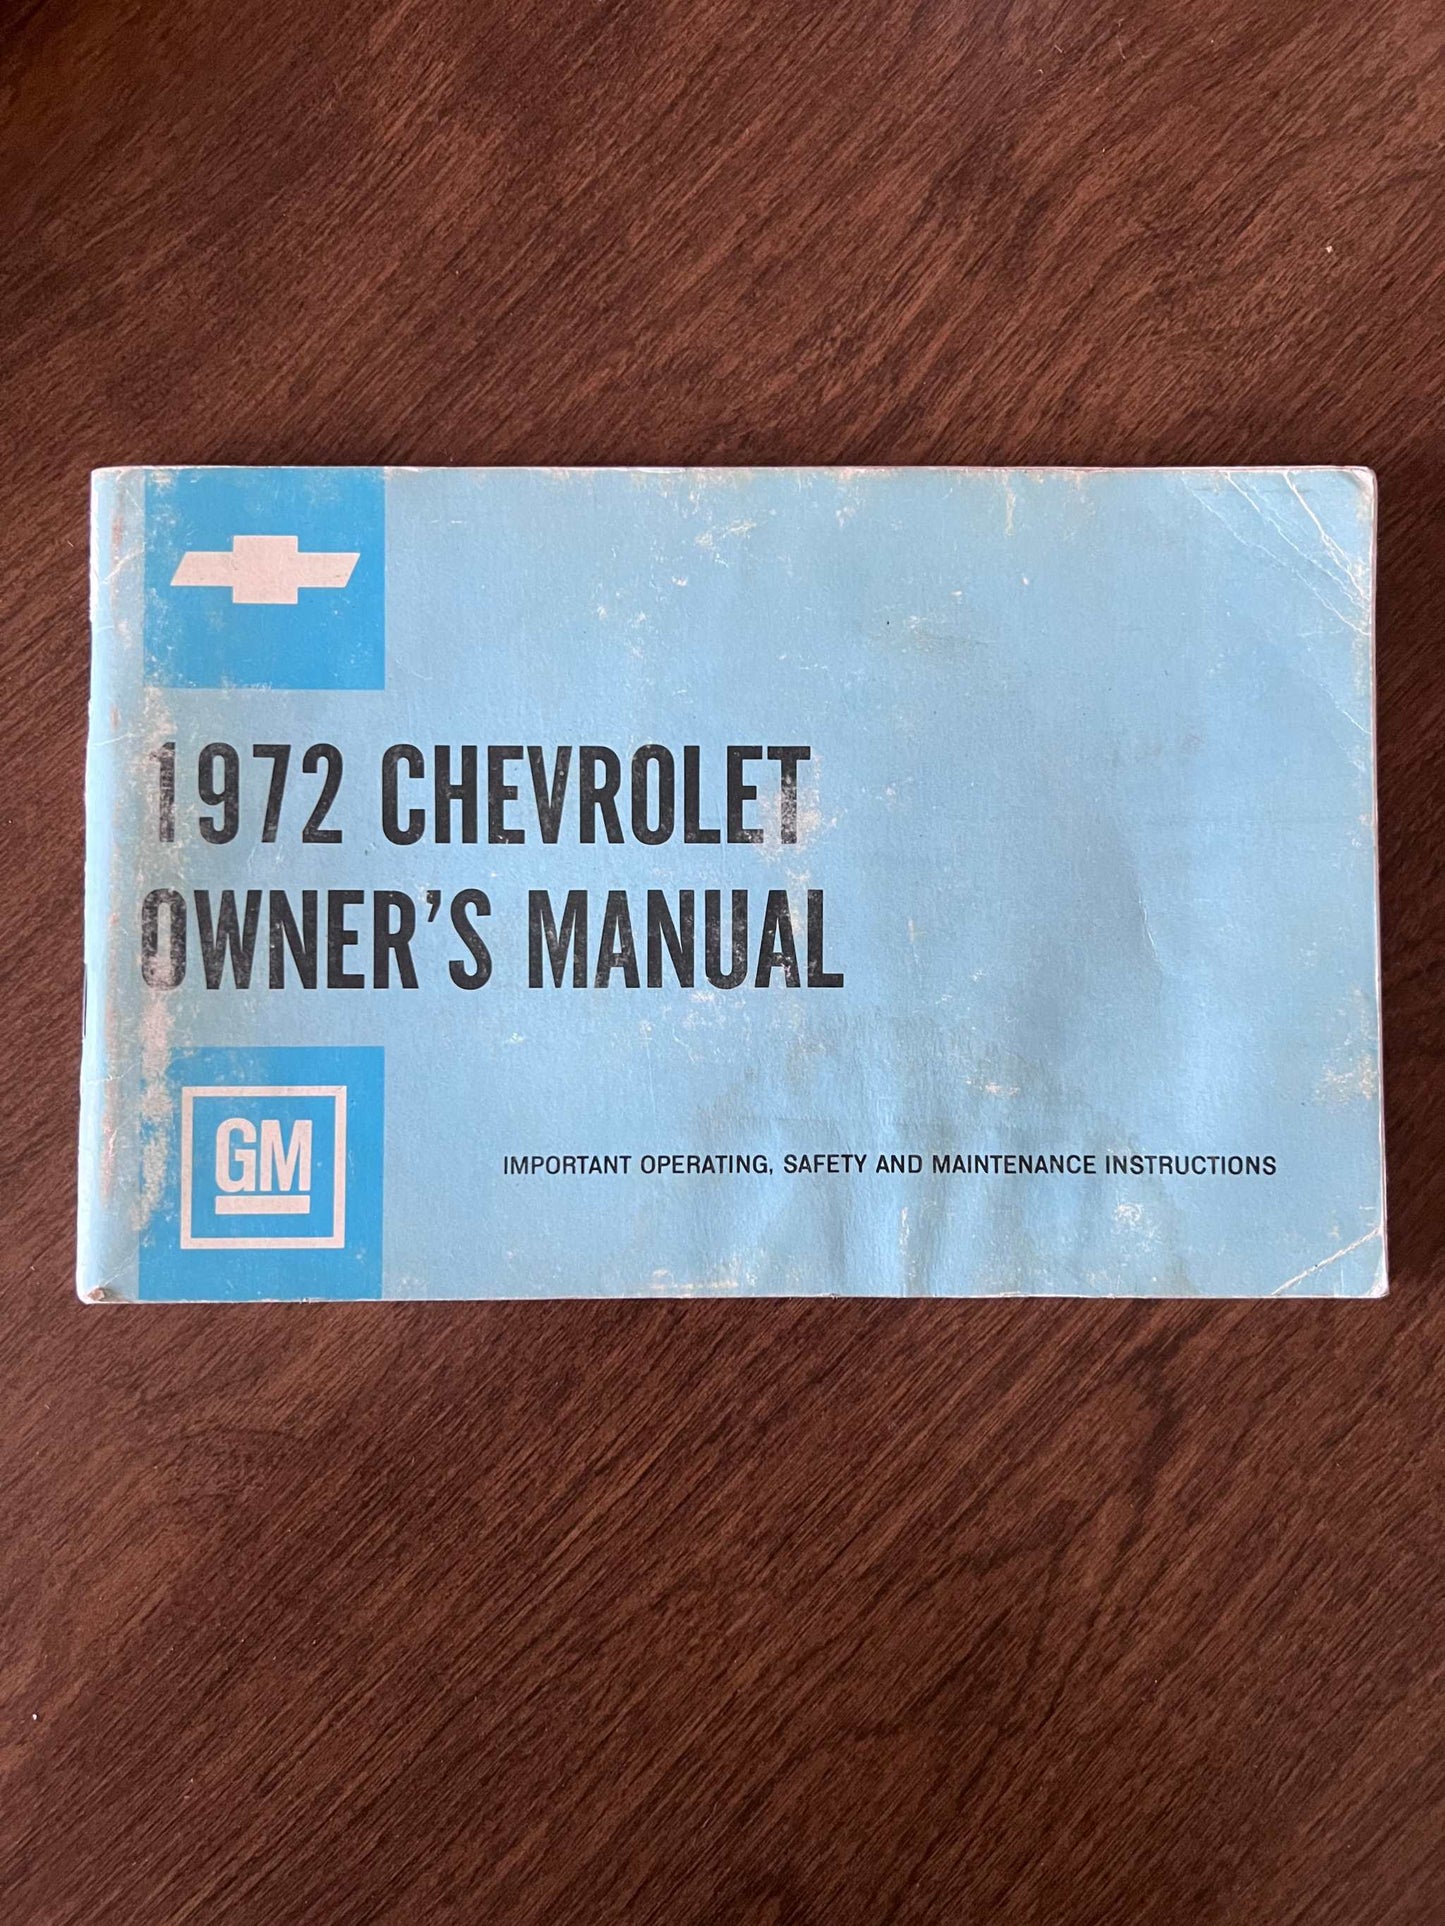 1972 CHEVROLET
OWNER'S MANUAL
GM
IMPORTANT OPERATING, SAFETY AND MAINTENANCE INSTRUCTIONS